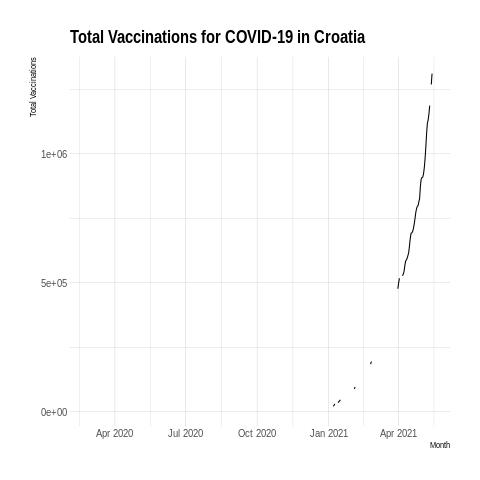 Total Vaccinations for COVID-19 in Croatia
Total Vaccinations
1e+06
5e+05
0e+00
Apr 2020 Jul 2020 Oct 2020 Jan 2021 Apr 2021
Month